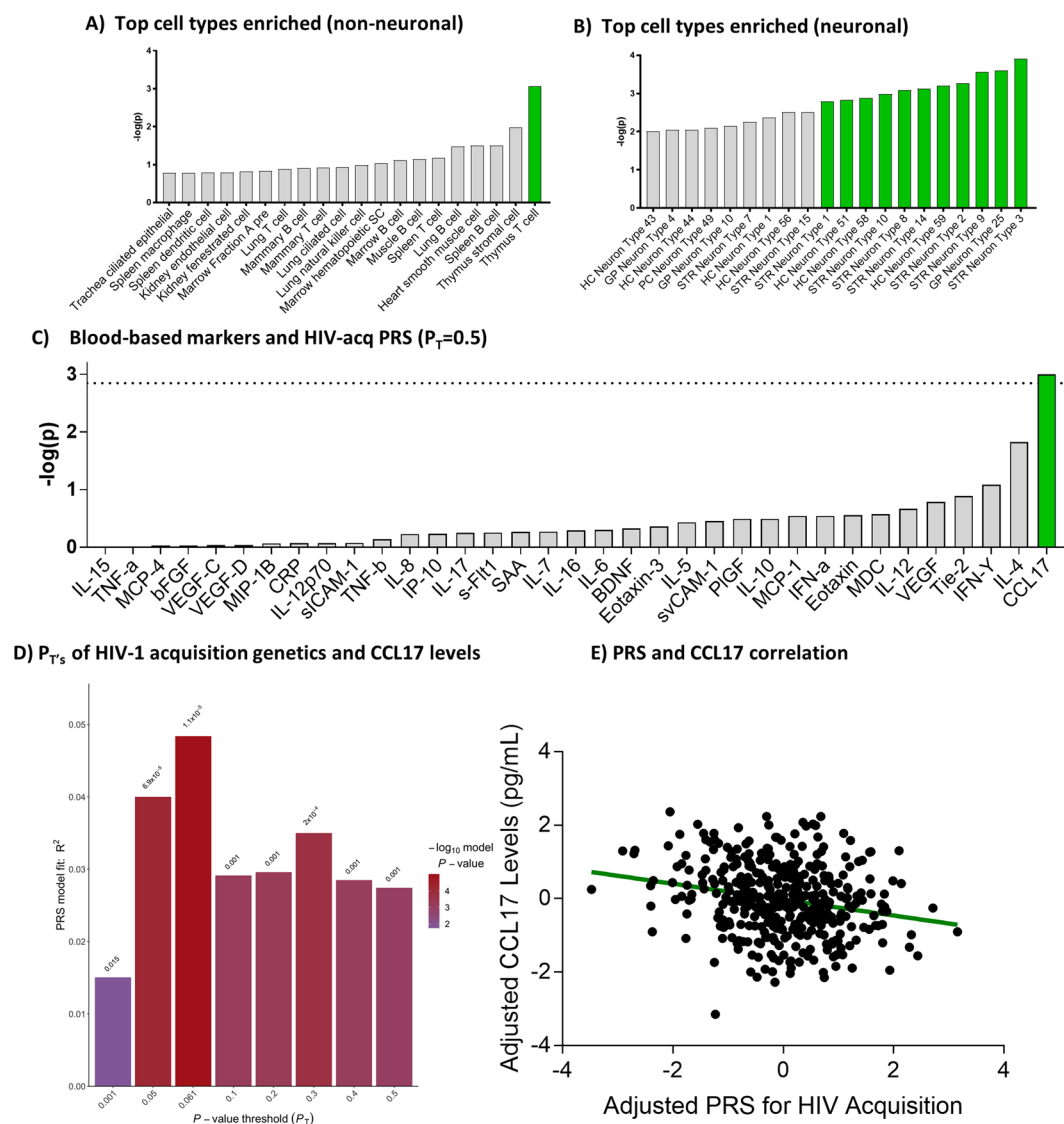 A) Top cell types enriched (non-neuronal)
-log(p)
4
3
2
1
0
Trachea ciliated epithelial
Spleen macrophage
Spleen dendritic cell
Kidney endothelial cell
Kidney fenestrated cell
Marrow Fraction A pre
Lung T cell
Mammary B cell
Mammary T cell
Lung ciliated cell
Lung natural killer cell
Marrow hematopoietic SC
Marrow B cell
Muscle B cell
Spleen T cell
Lung B cell
Heart smooth muscle cell
Spleen B cell
Thymus stromal cell
Thymus T cell
B) Top cell types enriched (neuronal)
-log(p)
4
3
2
1
0
HC Neuron Type 43
GP Neuron Type 4
HC Neuron Type 44
PC Neuron Type 49
GP Neuron Type 10
STR Neuron Type 7
HC Neuron Type 1
STR Neuron Type 56
HC Neuron Type 15
STR Neuron Type 1
HC Neuron Type 51
STR Neuron Type 58
HC Neuron Type 10
STR Neuron Type 8
STR Neuron Type 14
HC Neuron Type 59
STR Neuron Type 2
STR Neuron Type 9
GP Neuron Type 25
STR Neuron Type 3
C) Blood-based markers and HIV-acq PRS (PT=0.5)
-log(p)
3
2
1
0
IL-15
TNF-a
MCP-4
bFGF
VEGF-C
VEGF-D
MIP-1B
CRP
IL-12p70
sICAM-1
TNF-b
IL-8
IP-10
IL-17
s-Flt1
SAA
IL-7
IL-16
IL-6
BDNF
Eotaxin-3
IL-5
svCAM-1
PlGF
IL-10
MCP-1
IFN-a
Eotaxin
MDC
IL-12
VEGF
Tie-2
IFN-Y
IL-4
CCL17
D) PT's of HIV-1 acquisition genetics and CCL17 levels
PRS model fit: R²
0.05
0.04
0.03
0.02
0.01
0.00
0.015
6.9x10⁻⁵
1.1x10⁻⁵
0.001
0.001
2x10⁻⁴
0.001
0.001
0.001
0.05
0.061
0.1
0.2
0.3
0.4
0.5
P – value threshold (PT)
– log10 model
P – value
4
3
2
E) PRS and CCL17 correlation
Adjusted CCL17 Levels (pg/mL)
4
2
0
-2
-4
-4
-2
0
2
4
Adjusted PRS for HIV Acquisition